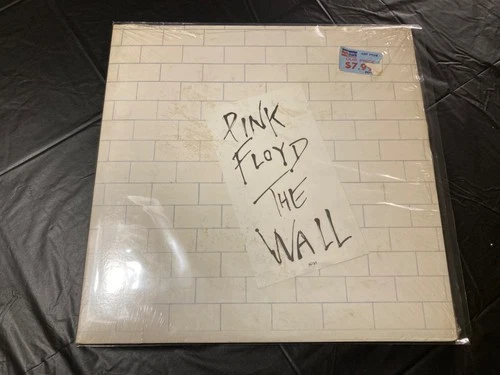 $7.9
PINK
FLOYD
THE
WALL